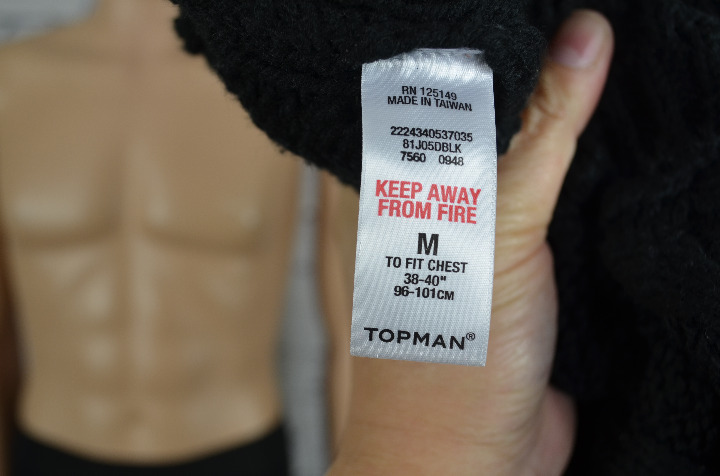 RN 125149
MADE IN TAIWAN
2224340537035
81J05DBLK
7560 0948
KEEP AWAY
FROM FIRE
M
TO FIT CHEST
38-40"
96-101CM
TOPMAN®